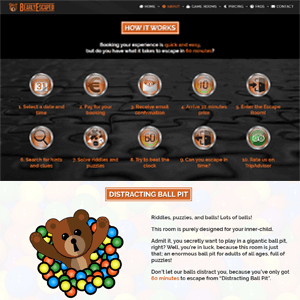 BEARLYESCAPED
HOME
ABOUT
GAME-ROOMS
PRICING
FAQS
CONTACT
HOW IT WORKS
Booking your experience is quick and easy,
but do you have what it takes to escape in 60 minutes?
1. Select a date and time
2. Pay for your booking
3. Receive email confirmation
4. Arrive 15 minutes prior
5. Enter the Escape Room!
6. Search for hints and clues
7. Solve riddles and puzzles
8. Try to beat the clock
9. Can you escape in time?
10. Rate us on TripAdvisor
DISTRACTING BALL PIT
Riddles, puzzles, and balls! Lots of balls!
This room is purely designed for your inner-child.
Admit it, you secretly want to play in a gigantic ball pit,
right? Well, you're in luck, because this room is just
that; an enormous ball pit for adults of all ages, full of
puzzles!
Don't let our balls distract you, because you've only got
60 minutes to escape from "Distracting Ball Pit".